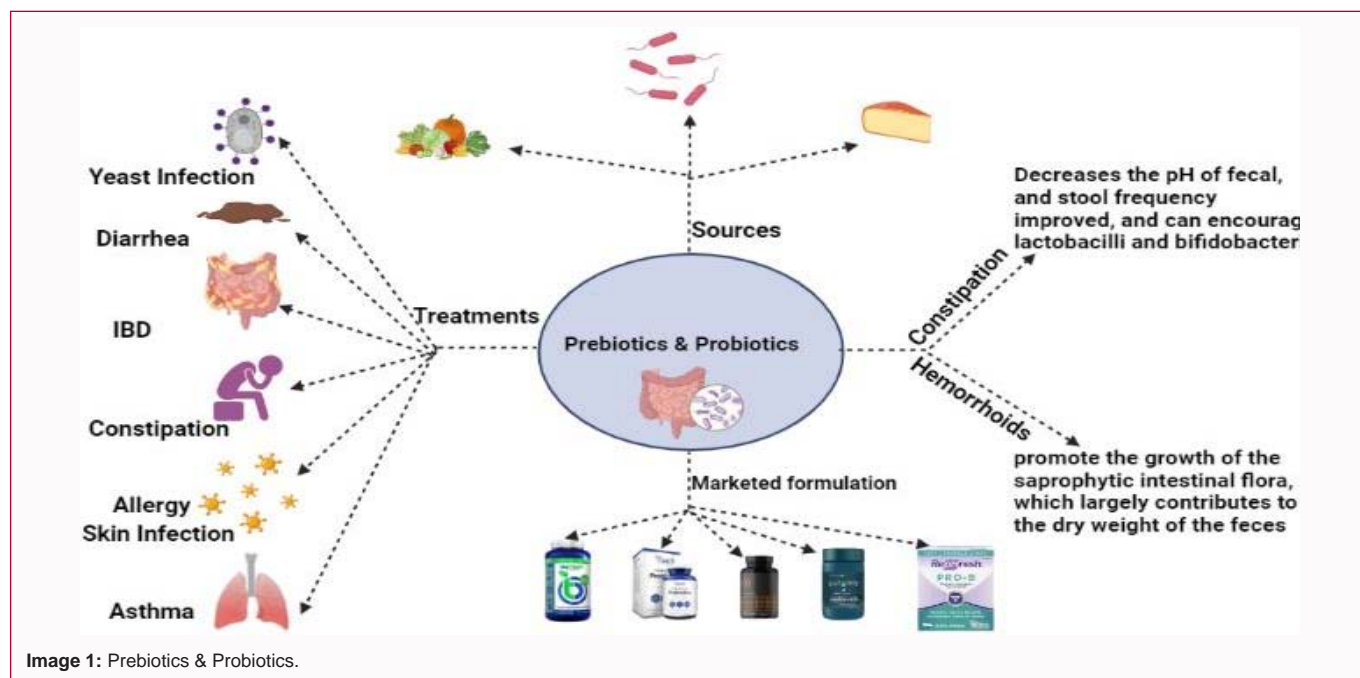 Yeast Infection
Diarrhea
IBD
Constipation
Allergy
Skin Infection
Asthma
Treatments
Sources
Prebiotics & Probiotics
Marketed formulation
PRO-B
Constipation
Decreases the pH of fecal,
and stool frequency
improved, and can encourag
lactobacilli and bifidobacter
Hemorrhoids
promote the growth of the
saprophytic intestinal flora,
which largely contributes to
the dry weight of the feces
Image 1: Prebiotics & Probiotics.